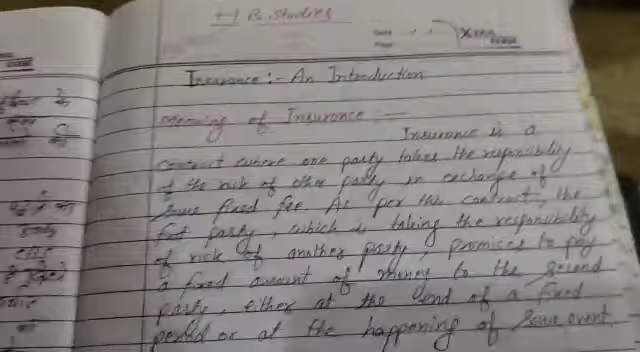 B. Studies
Date
Page
Insurance :- An Introduction
Meaning of Insurance :-
Insurance is a
contract where one party takes the responsibility
of the risk of other party in exchange of
some fixed fee. As per the contract, the
first party, which is taking the responsibility
of risk of another party, promises to pay
a fixed amount of money to the second
party, either at the end of a fixed
period or at the happening of some event.